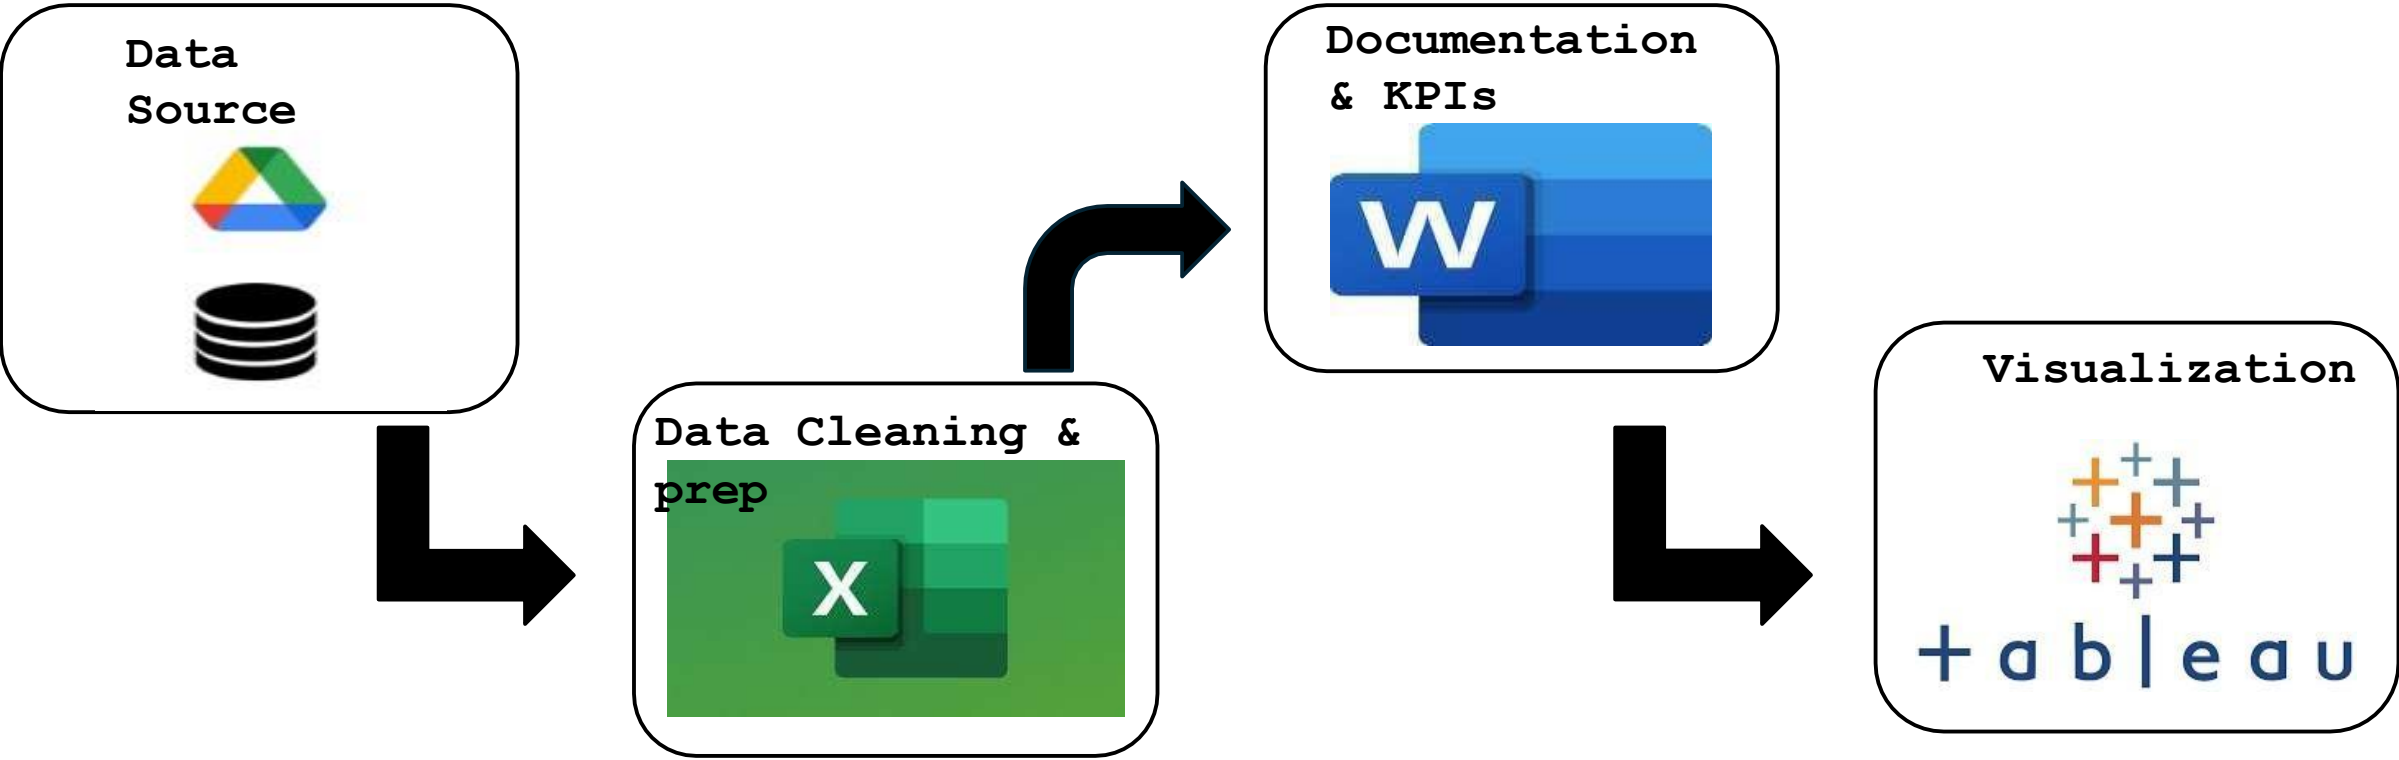 Data
Source
Data Cleaning &
prep
X
Documentation
& KPIs
W
Visualization
+ableau